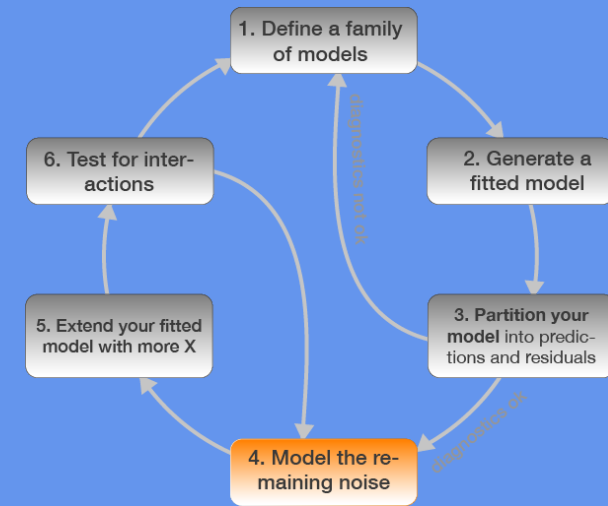 1. Define a family
of models
diagnostics not ok
6. Test for inter-
actions
2. Generate a
fitted model
5. Extend your fitted
model with more X
3. Partition your
model into predic-
tions and residuals
diagnostics ok
4. Model the re-
maining noise